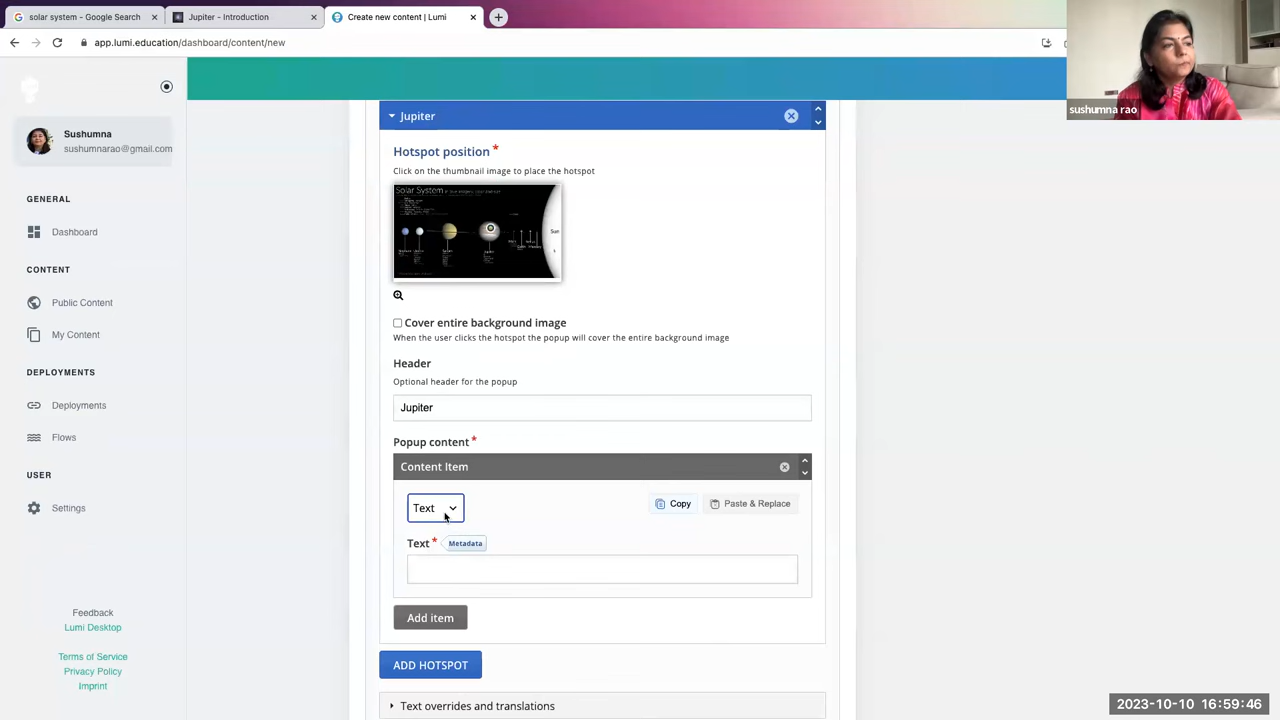 solar system - Google Search
Jupiter - Introduction
Create new content | Lumi
app.lumi.education/dashboard/content/new
sushumna rao
Sushumna
sushumnarao@gmail.com
GENERAL
Dashboard
CONTENT
Public Content
My Content
DEPLOYMENTS
Deployments
Flows
USER
Settings
Feedback
Lumi Desktop
Terms of Service
Privacy Policy
Imprint
Jupiter
Hotspot position *
Click on the thumbnail image to place the hotspot
Solar System
Sun
Cover entire background image
When the user clicks the hotspot the popup will cover the entire background image
Header
Optional header for the popup
Jupiter
Popup content *
Content Item
Text
Copy
Paste & Replace
Text *
Metadata
Add item
ADD HOTSPOT
Text overrides and translations
2023-10-10 16:59:46